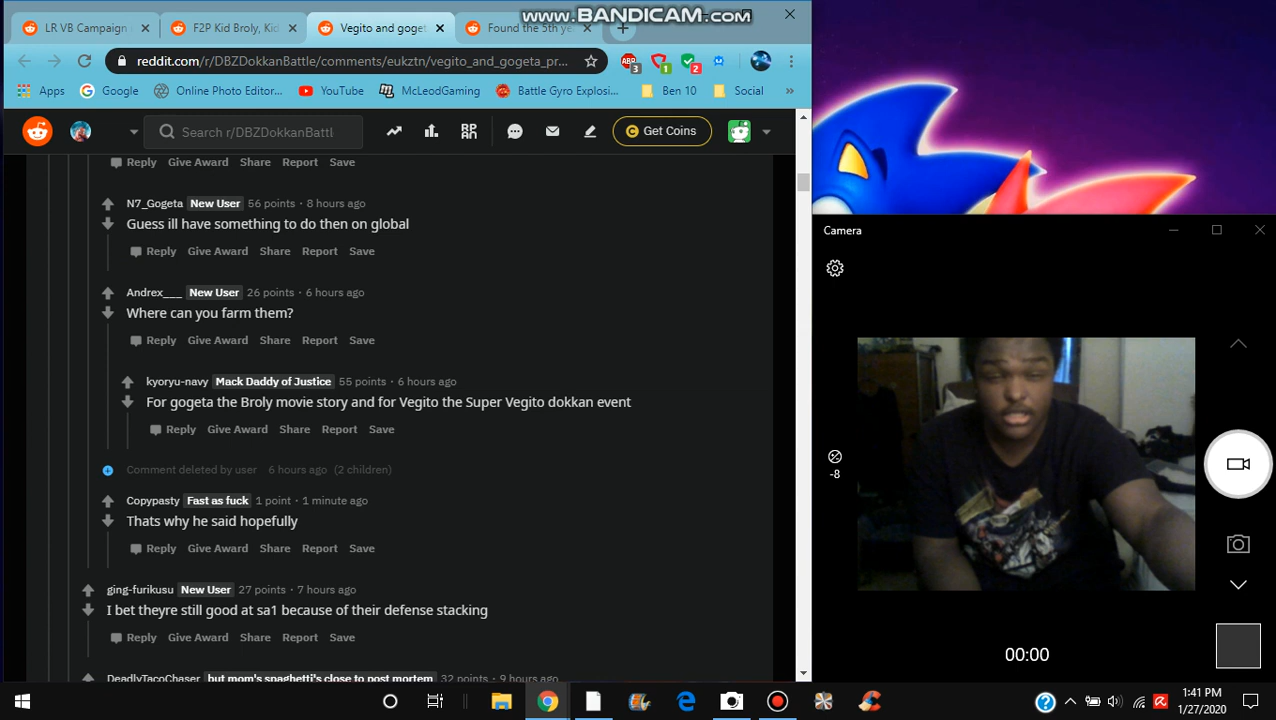 www.BANDICAM.com
LR VB Campaign
F2P Kid Broly, Kid
Vegito and goget
Found the 5th ye
reddit.com/r/DBZDokkanBattle/comments/eukztn/vegito_and_gogeta_pr...
ABP 3 1 2
Apps Google Online Photo Editor... YouTube McLeodGaming Battle Gyro Explosi... Ben 10 Social »
Search r/DBZDokkanBattl
Get Coins
Reply Give Award Share Report Save
N7_Gogeta New User 56 points · 8 hours ago
Guess ill have something to do then on global
Reply Give Award Share Report Save
Andrex___ New User 26 points · 6 hours ago
Where can you farm them?
Reply Give Award Share Report Save
kyoryu-navy Mack Daddy of Justice 55 points · 6 hours ago
For gogeta the Broly movie story and for Vegito the Super Vegito dokkan event
Reply Give Award Share Report Save
Comment deleted by user 6 hours ago (2 children)
Copypasty Fast as fuck 1 point · 1 minute ago
Thats why he said hopefully
Reply Give Award Share Report Save
ging-furikusu New User 27 points · 7 hours ago
I bet theyre still good at sa1 because of their defense stacking
Reply Give Award Share Report Save
DeadlyTacoChaser but mom's spaghetti's close to post mortem 32 points · 9 hours ago
Camera
-8
00:00
1:41 PM
1/27/2020